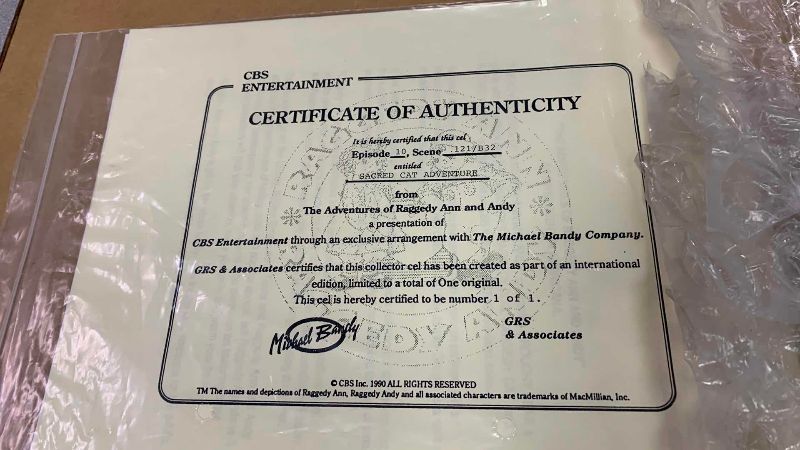 CBS
ENTERTAINMENT
CERTIFICATE OF AUTHENTICITY
It is hereby certified that this cel
Episode 10, Scene 121/B32
entitled
SACRED CAT ADVENTURE
from
The Adventures of Raggedy Ann and Andy
a presentation of
CBS Entertainment through an exclusive arrangement with The Michael Bandy Company.
GRS & Associates certifies that this collector cel has been created as part of an international
edition, limited to a total of One original.
This cel is hereby certified to be number 1 of 1.
Michael Bandy
GRS
& Associates
© CBS Inc. 1990 ALL RIGHTS RESERVED
TM The names and depictions of Raggedy Ann, Raggedy Andy and all associated characters are trademarks of MacMillian, Inc.